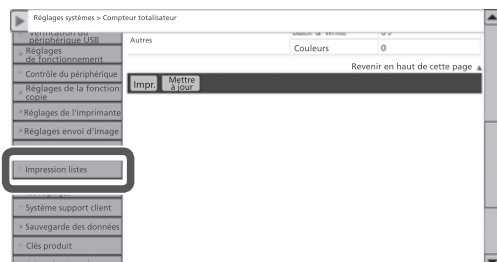 Réglages systèmes > Compteur totalisateur
Vérification du
périphérique USB
Réglages
de fonctionnement
Contrôle du périphérique
Réglages de la fonction
copie
Réglages de l'imprimante
Réglages envoi d'image
Impression listes
Système support client
Sauvegarde des données
Clés produit
Autres
Black & White
Couleurs 0
Revenir en haut de cette page
Impr.
Mettre
à jour